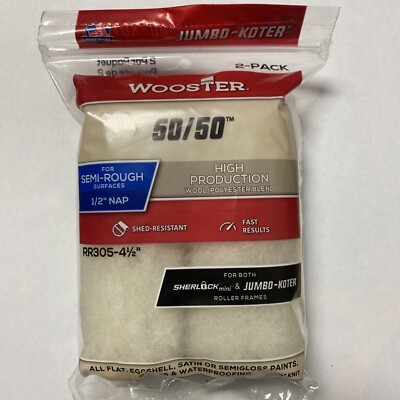 JUMBO-KOTER
2-PACK
WOOSTER
50/50™
FOR
SEMI-ROUGH
SURFACES
1/2" NAP
HIGH
PRODUCTION
WOOL/POLYESTER BLEND
SHED-RESISTANT
FAST
RESULTS
RR305-4½"
FOR BOTH
SHERLOCK mini & JUMBO-KOTER
ROLLER FRAMES
ALL FLAT, EGGSHELL, SATIN OR SEMIGLOSS PAINTS,
& WATERPROOFING
KNIT